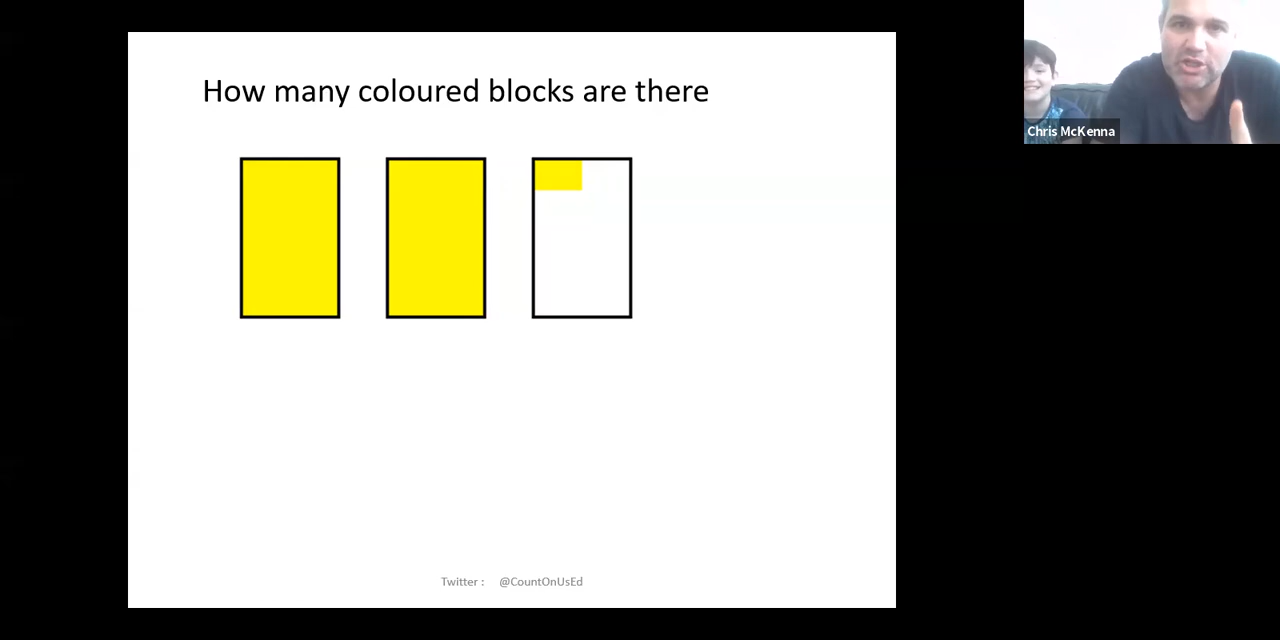 How many coloured blocks are there
Chris McKenna
Twitter : @CountOnUsEd